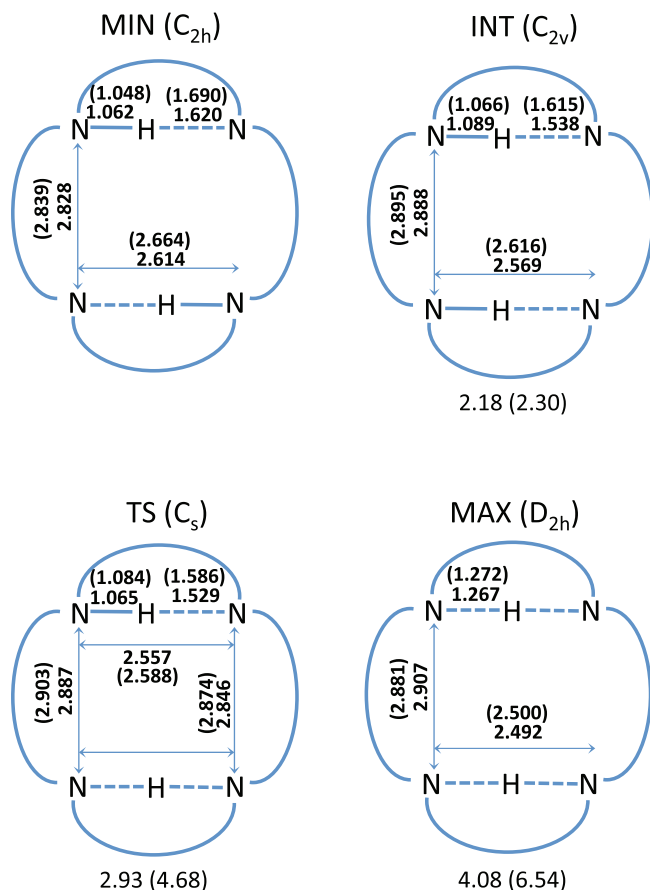 MIN (C2h)
(1.048) (1.690)
1.062 1.620
N H N
(2.839)
2.828
(2.664)
2.614
N H N
INT (C2v)
(1.066) (1.615)
1.089 1.538
N H N
(2.895)
2.888
(2.616)
2.569
N H N
2.18 (2.30)
TS (Cs)
(1.084) (1.586)
1.065 1.529
N H N
2.557
(2.588)
(2.903)
2.887
(2.874)
2.846
N H N
2.93 (4.68)
MAX (D2h)
(1.272)
1.267
N H N
(2.881)
2.907
(2.500)
2.492
N H N
4.08 (6.54)